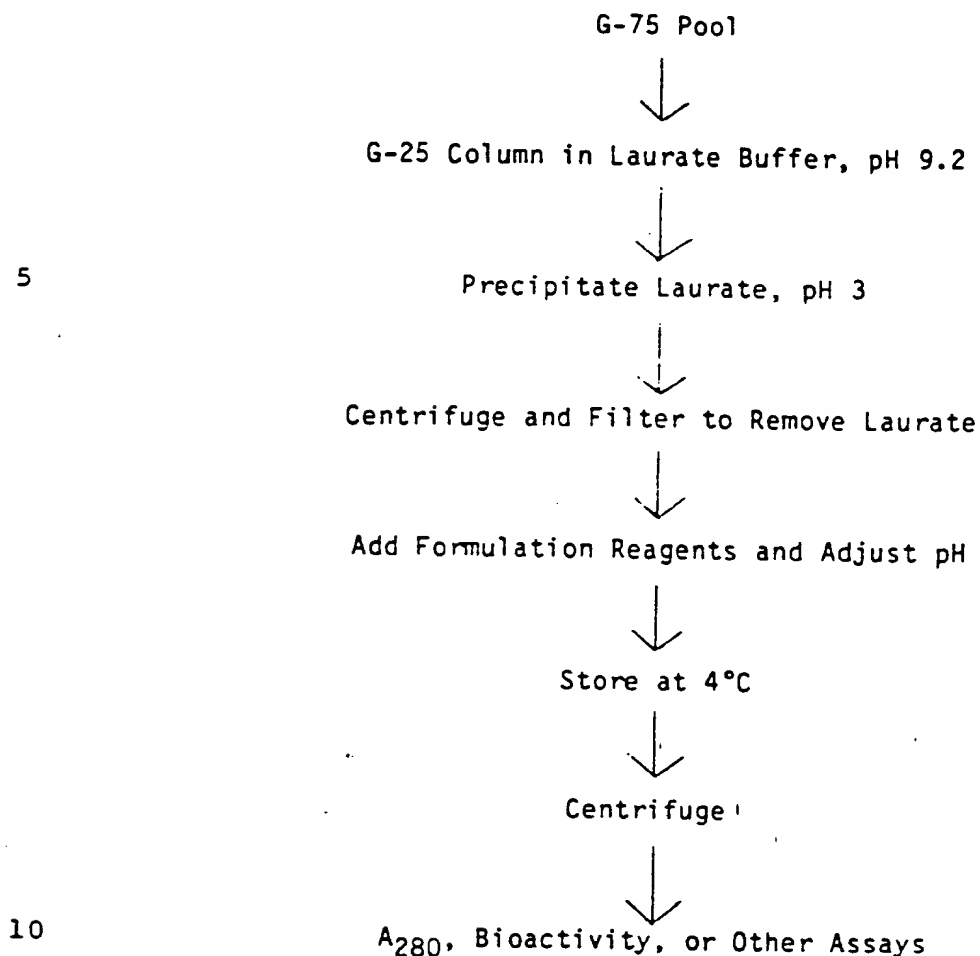 G-75 Pool
G-25 Column in Laurate Buffer, pH 9.2
5
Precipitate Laurate, pH 3
Centrifuge and Filter to Remove Laurate
Add Formulation Reagents and Adjust pH
Store at 4°C
Centrifuge
10
A280, Bioactivity, or Other Assays